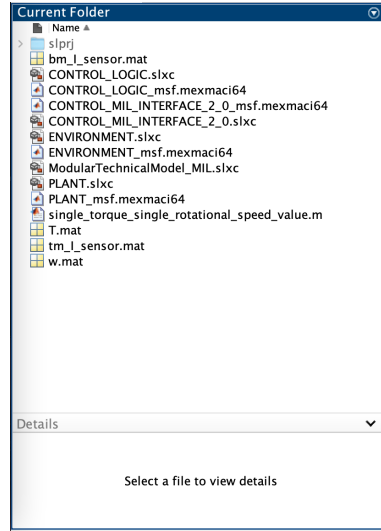 Current Folder
Name
slprj
bm_I_sensor.mat
CONTROL_LOGIC.slxc
CONTROL_LOGIC_msf.mexmaci64
CONTROL_MIL_INTERFACE_2_0_msf.mexmaci64
CONTROL_MIL_INTERFACE_2_0.slxc
ENVIRONMENT.slxc
ENVIRONMENT_msf.mexmaci64
ModularTechnicalModel_MIL.slxc
PLANT.slxc
PLANT_msf.mexmaci64
single_torque_single_rotational_speed_value.m
T.mat
tm_I_sensor.mat
w.mat
Details
Select a file to view details